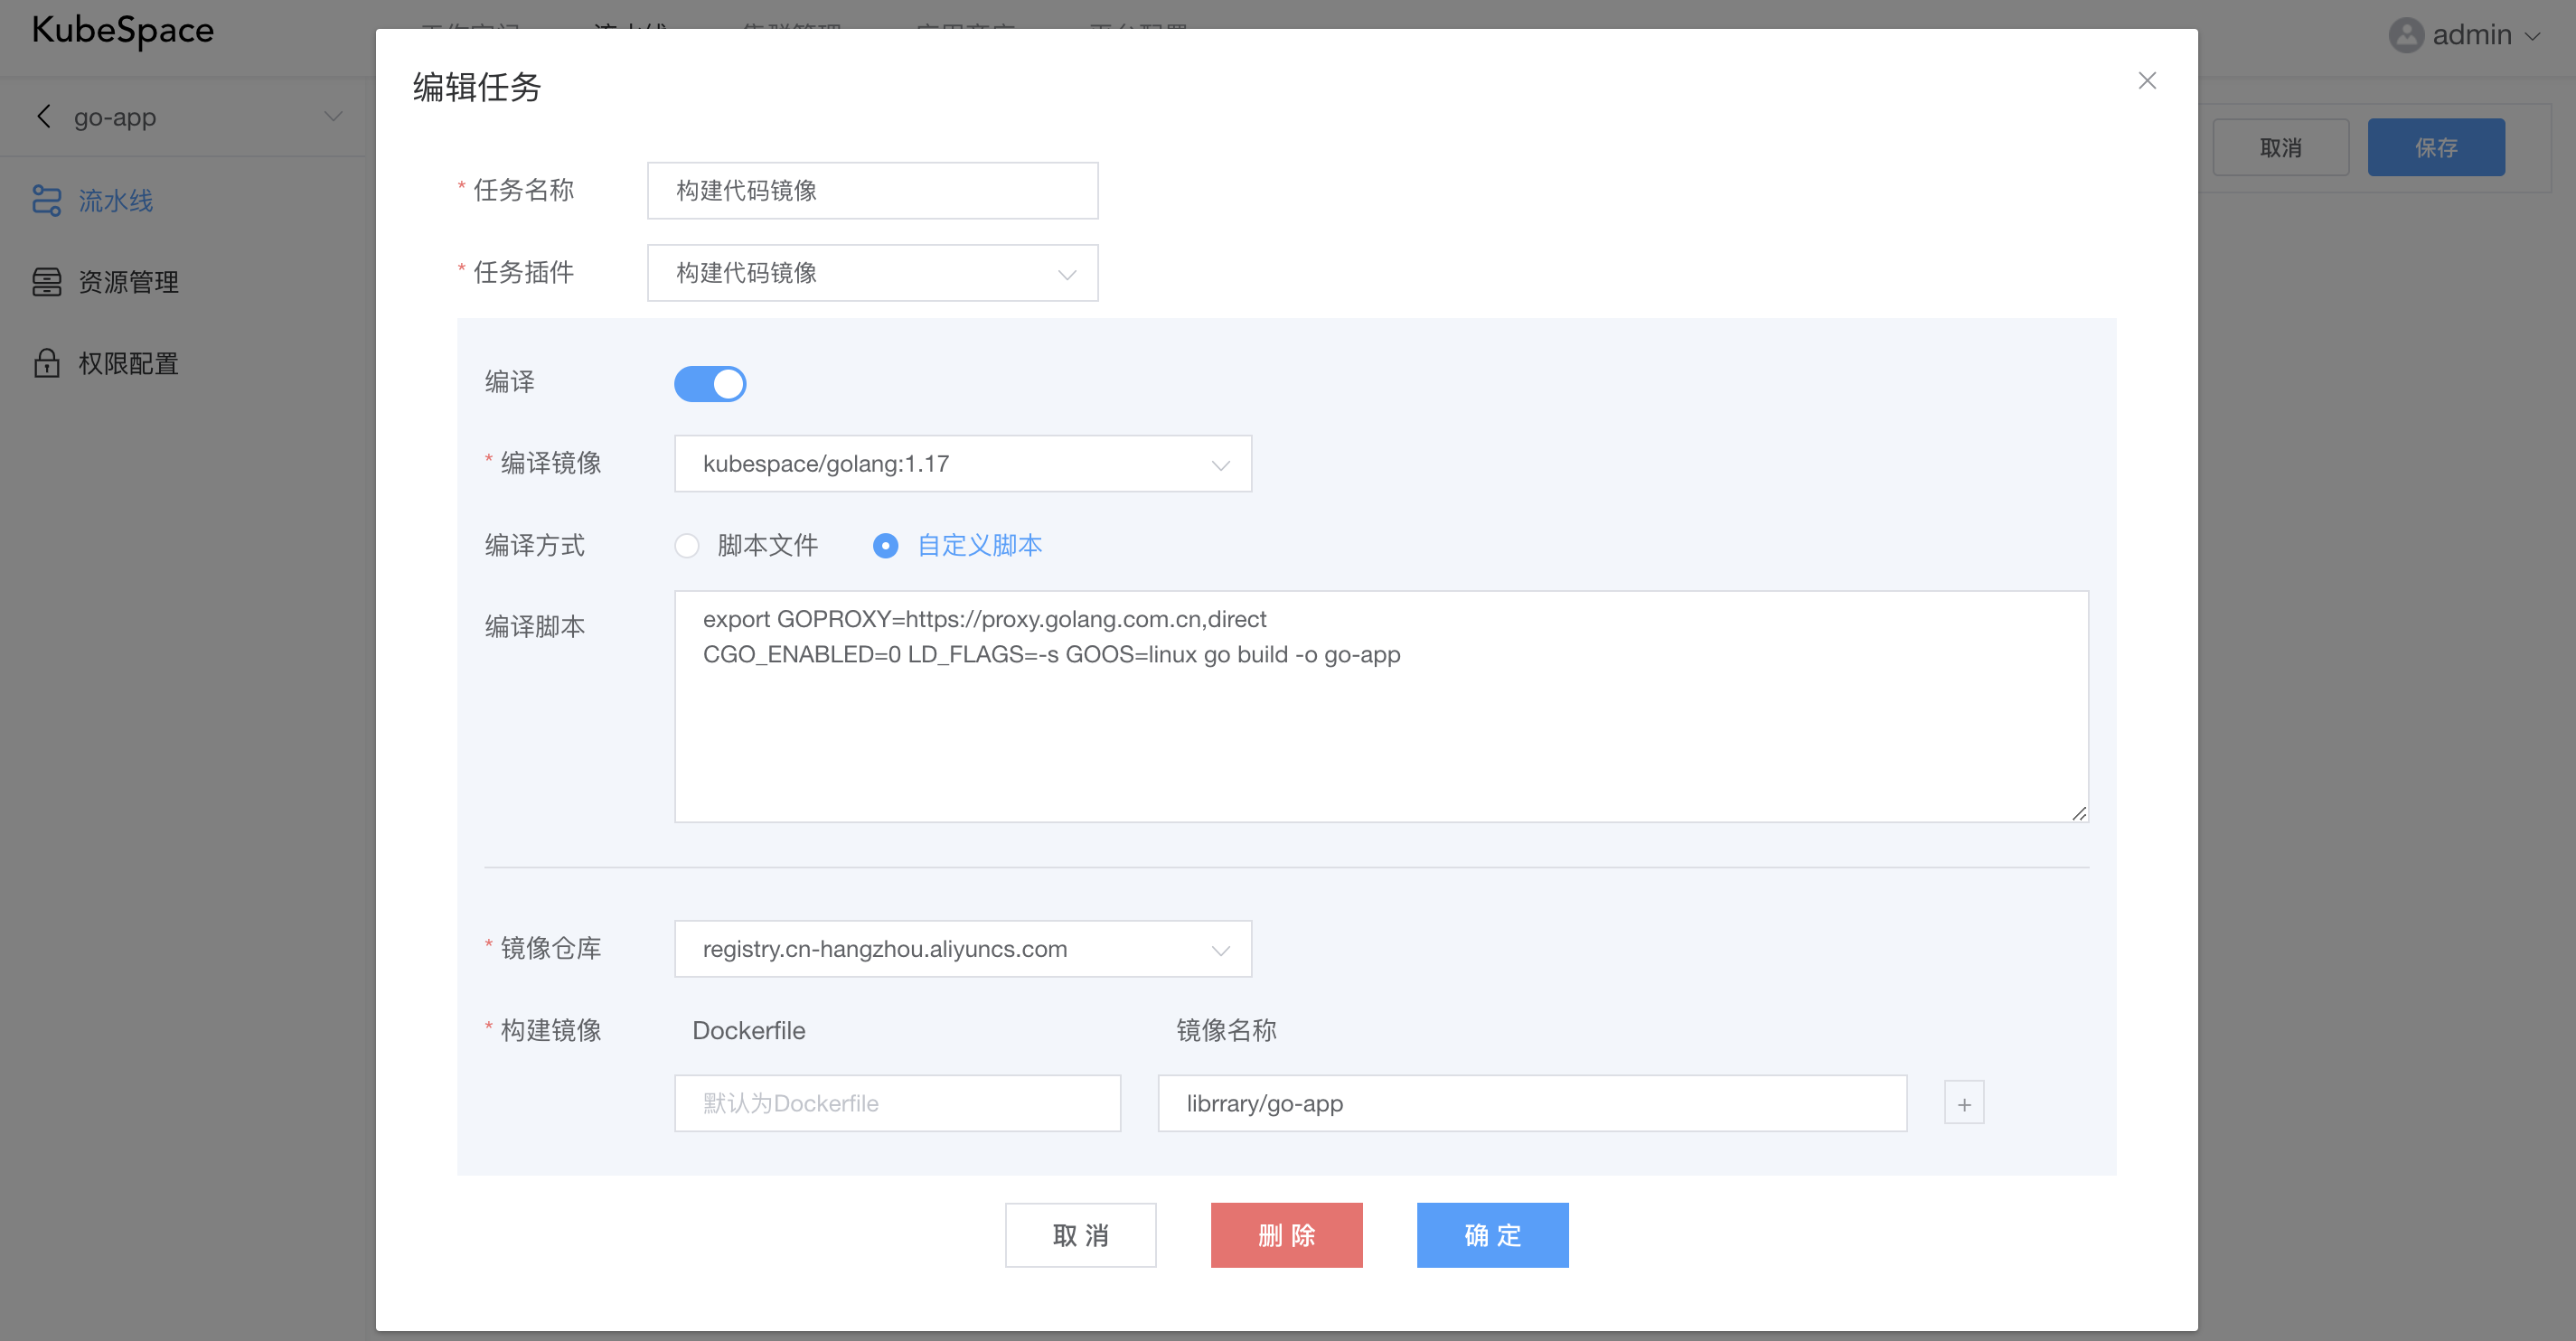 KubeSpace
admin
go-app
流水线
资源管理
权限配置
取消
保存
编辑任务
* 任务名称
构建代码镜像
* 任务插件
构建代码镜像
编译
* 编译镜像
kubespace/golang:1.17
编译方式
脚本文件
自定义脚本
编译脚本
export GOPROXY=https://proxy.golang.com.cn,direct
CGO_ENABLED=0 LD_FLAGS=-s GOOS=linux go build -o go-app
* 镜像仓库
registry.cn-hangzhou.aliyuncs.com
* 构建镜像
Dockerfile
镜像名称
默认为Dockerfile
librrary/go-app
+
取 消
删 除
确 定